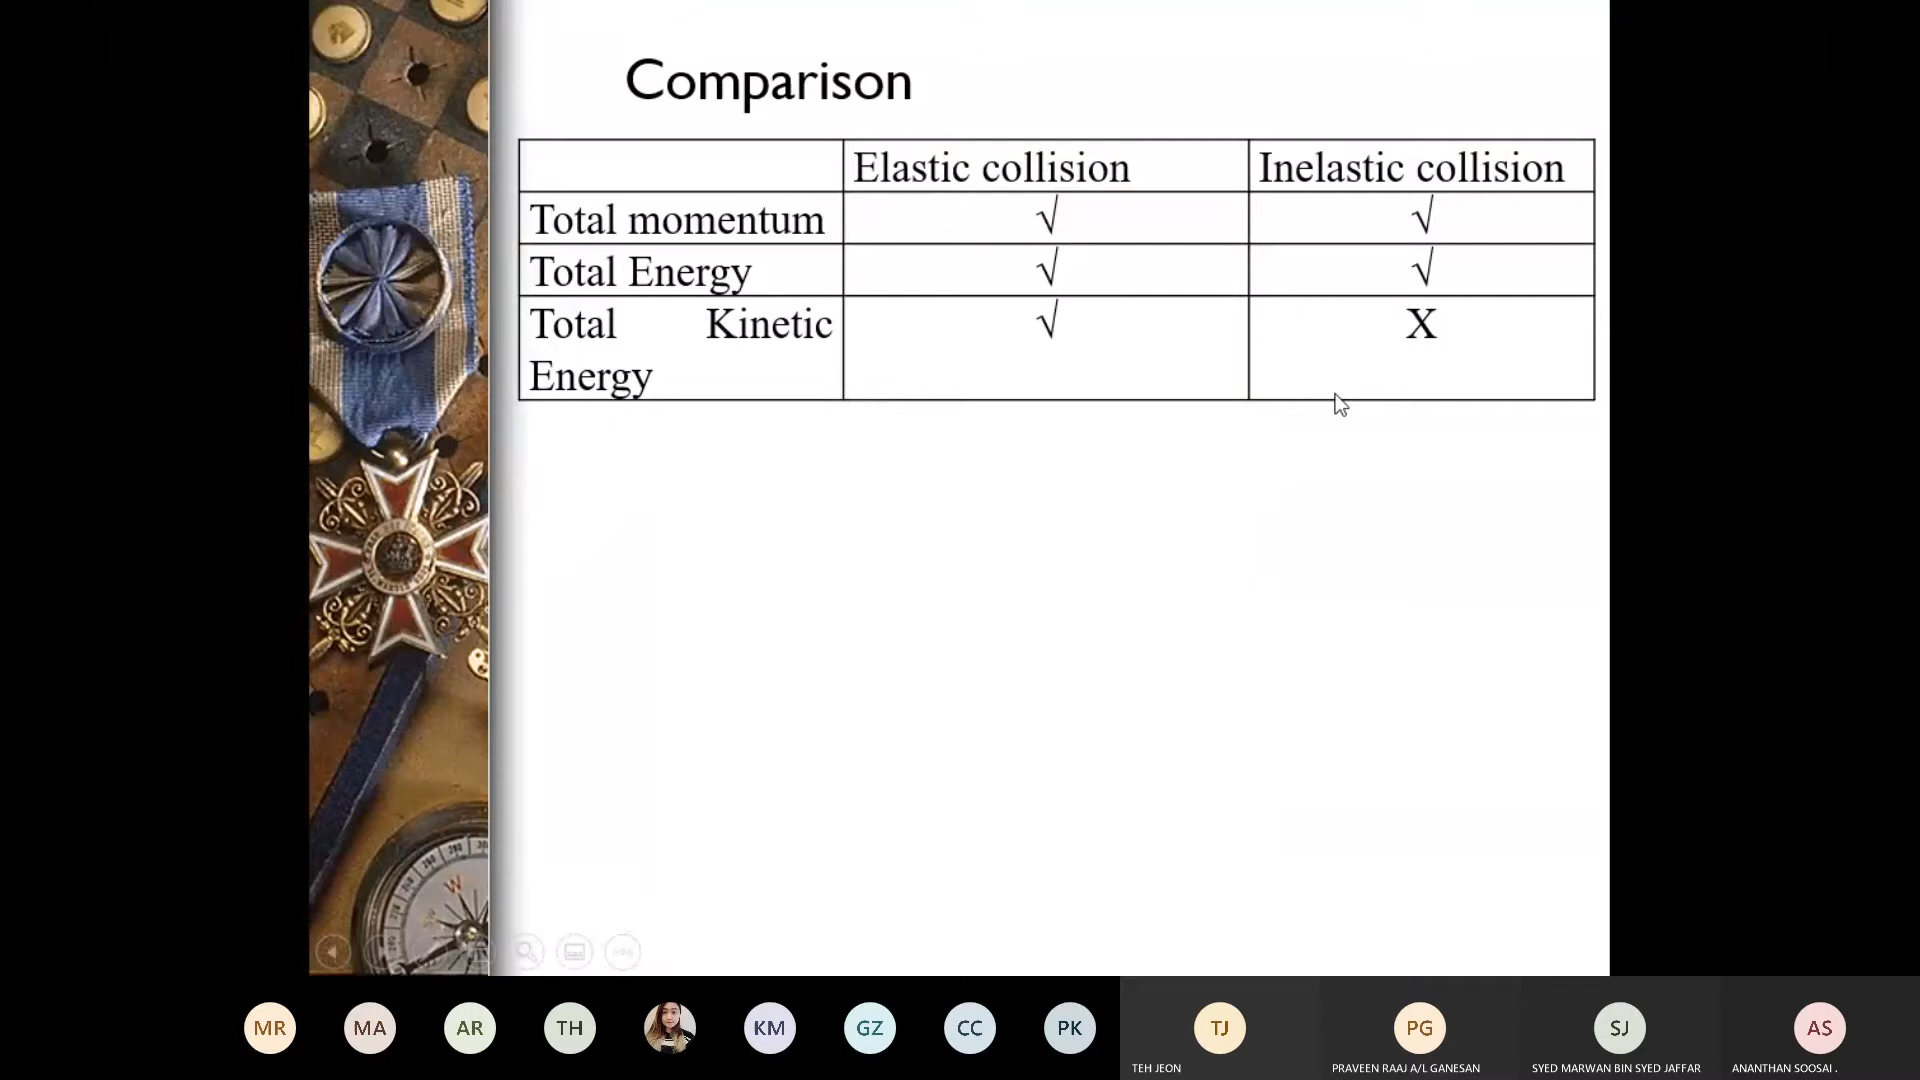 Comparison
Elastic collision Inelastic collision
Total momentum √ √
Total Energy √ √
Total Kinetic √ X
Energy
W
MR MA AR TH KM GZ CC PK TJ PG SJ AS
TEH JEON PRAVEEN RAAJ A/L GANESAN SYED MARWAN BIN SYED JAFFAR ANANTHAN SOOSAI .